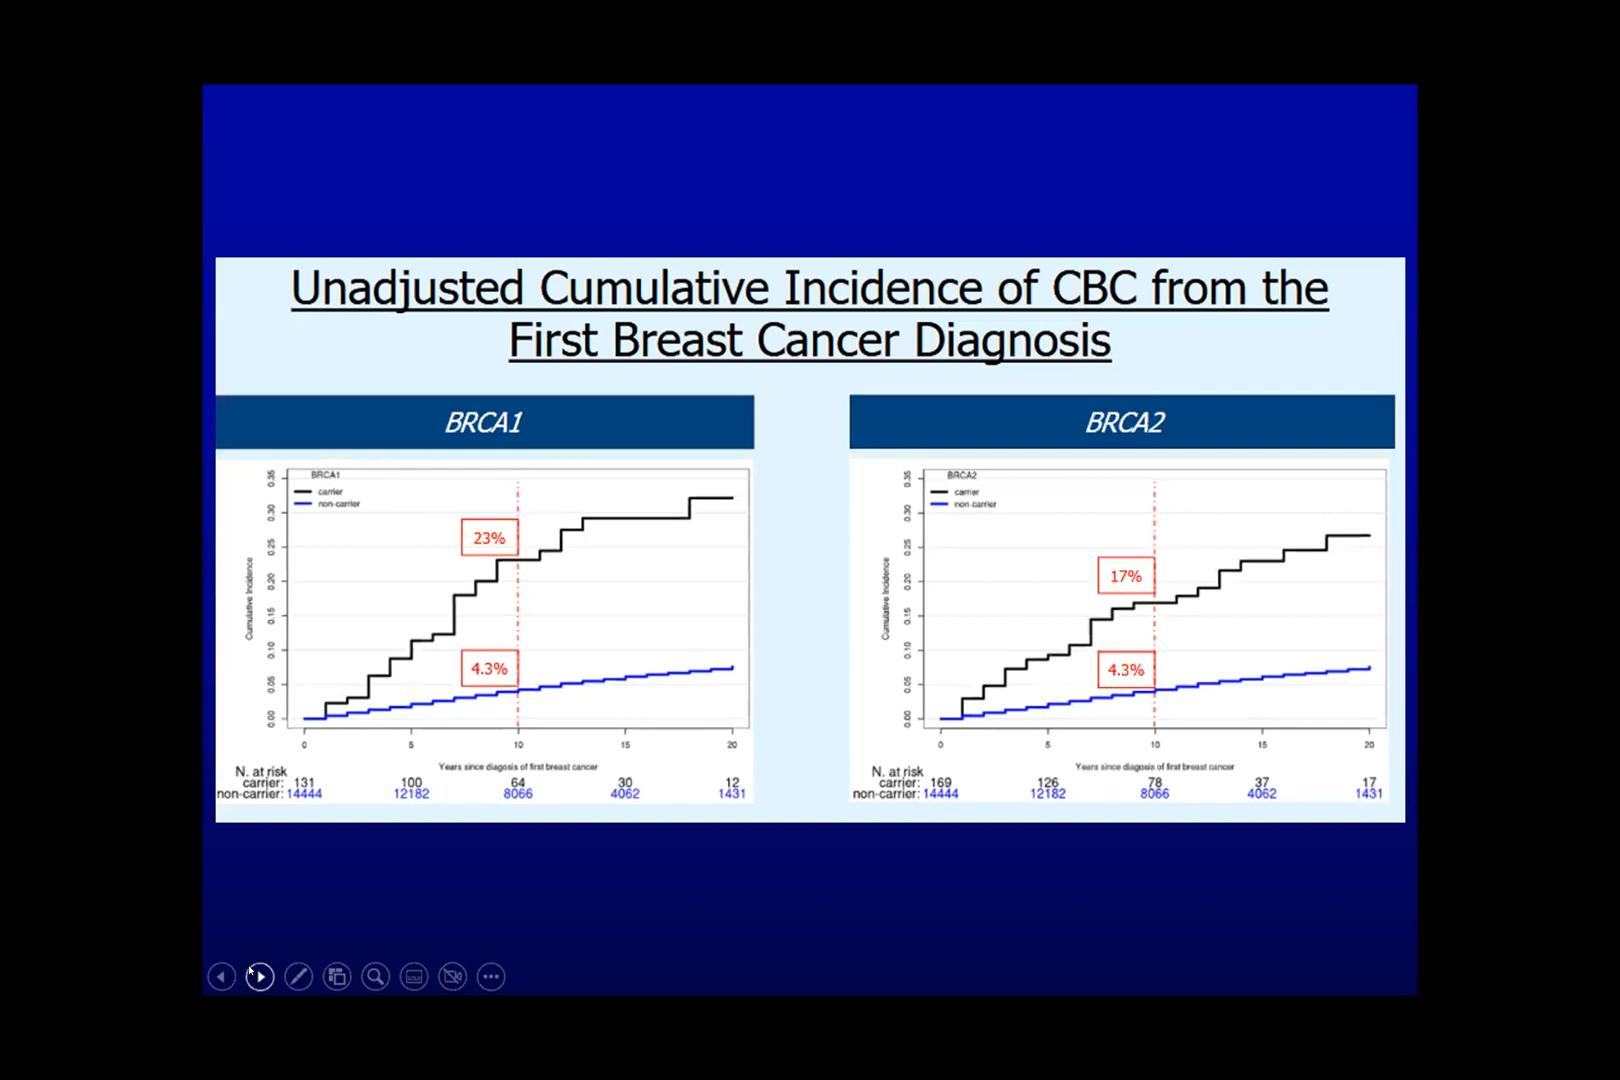 Unadjusted Cumulative Incidence of CBC from the
First Breast Cancer Diagnosis
BRCA1
BRCA1
carrier
non-carrier
0.35
0.30
0.25
0.20
0.15
0.10
0.05
0.00
Cumulative Incidence
23%
4.3%
0 5 10 15 20
Years since diagosis of first breast cancer
N. at risk
carrier: 131 100 64 30 12
non-carrier: 14444 12182 8066 4062 1431
BRCA2
BRCA2
carrier
non-carrier
0.35
0.30
0.25
0.20
0.15
0.10
0.05
0.00
Cumulative Incidence
17%
4.3%
0 5 10 15 20
Years since diagosis of first breast cancer
N. at risk
carrier: 169 126 78 37 17
non-carrier: 14444 12182 8066 4062 1431